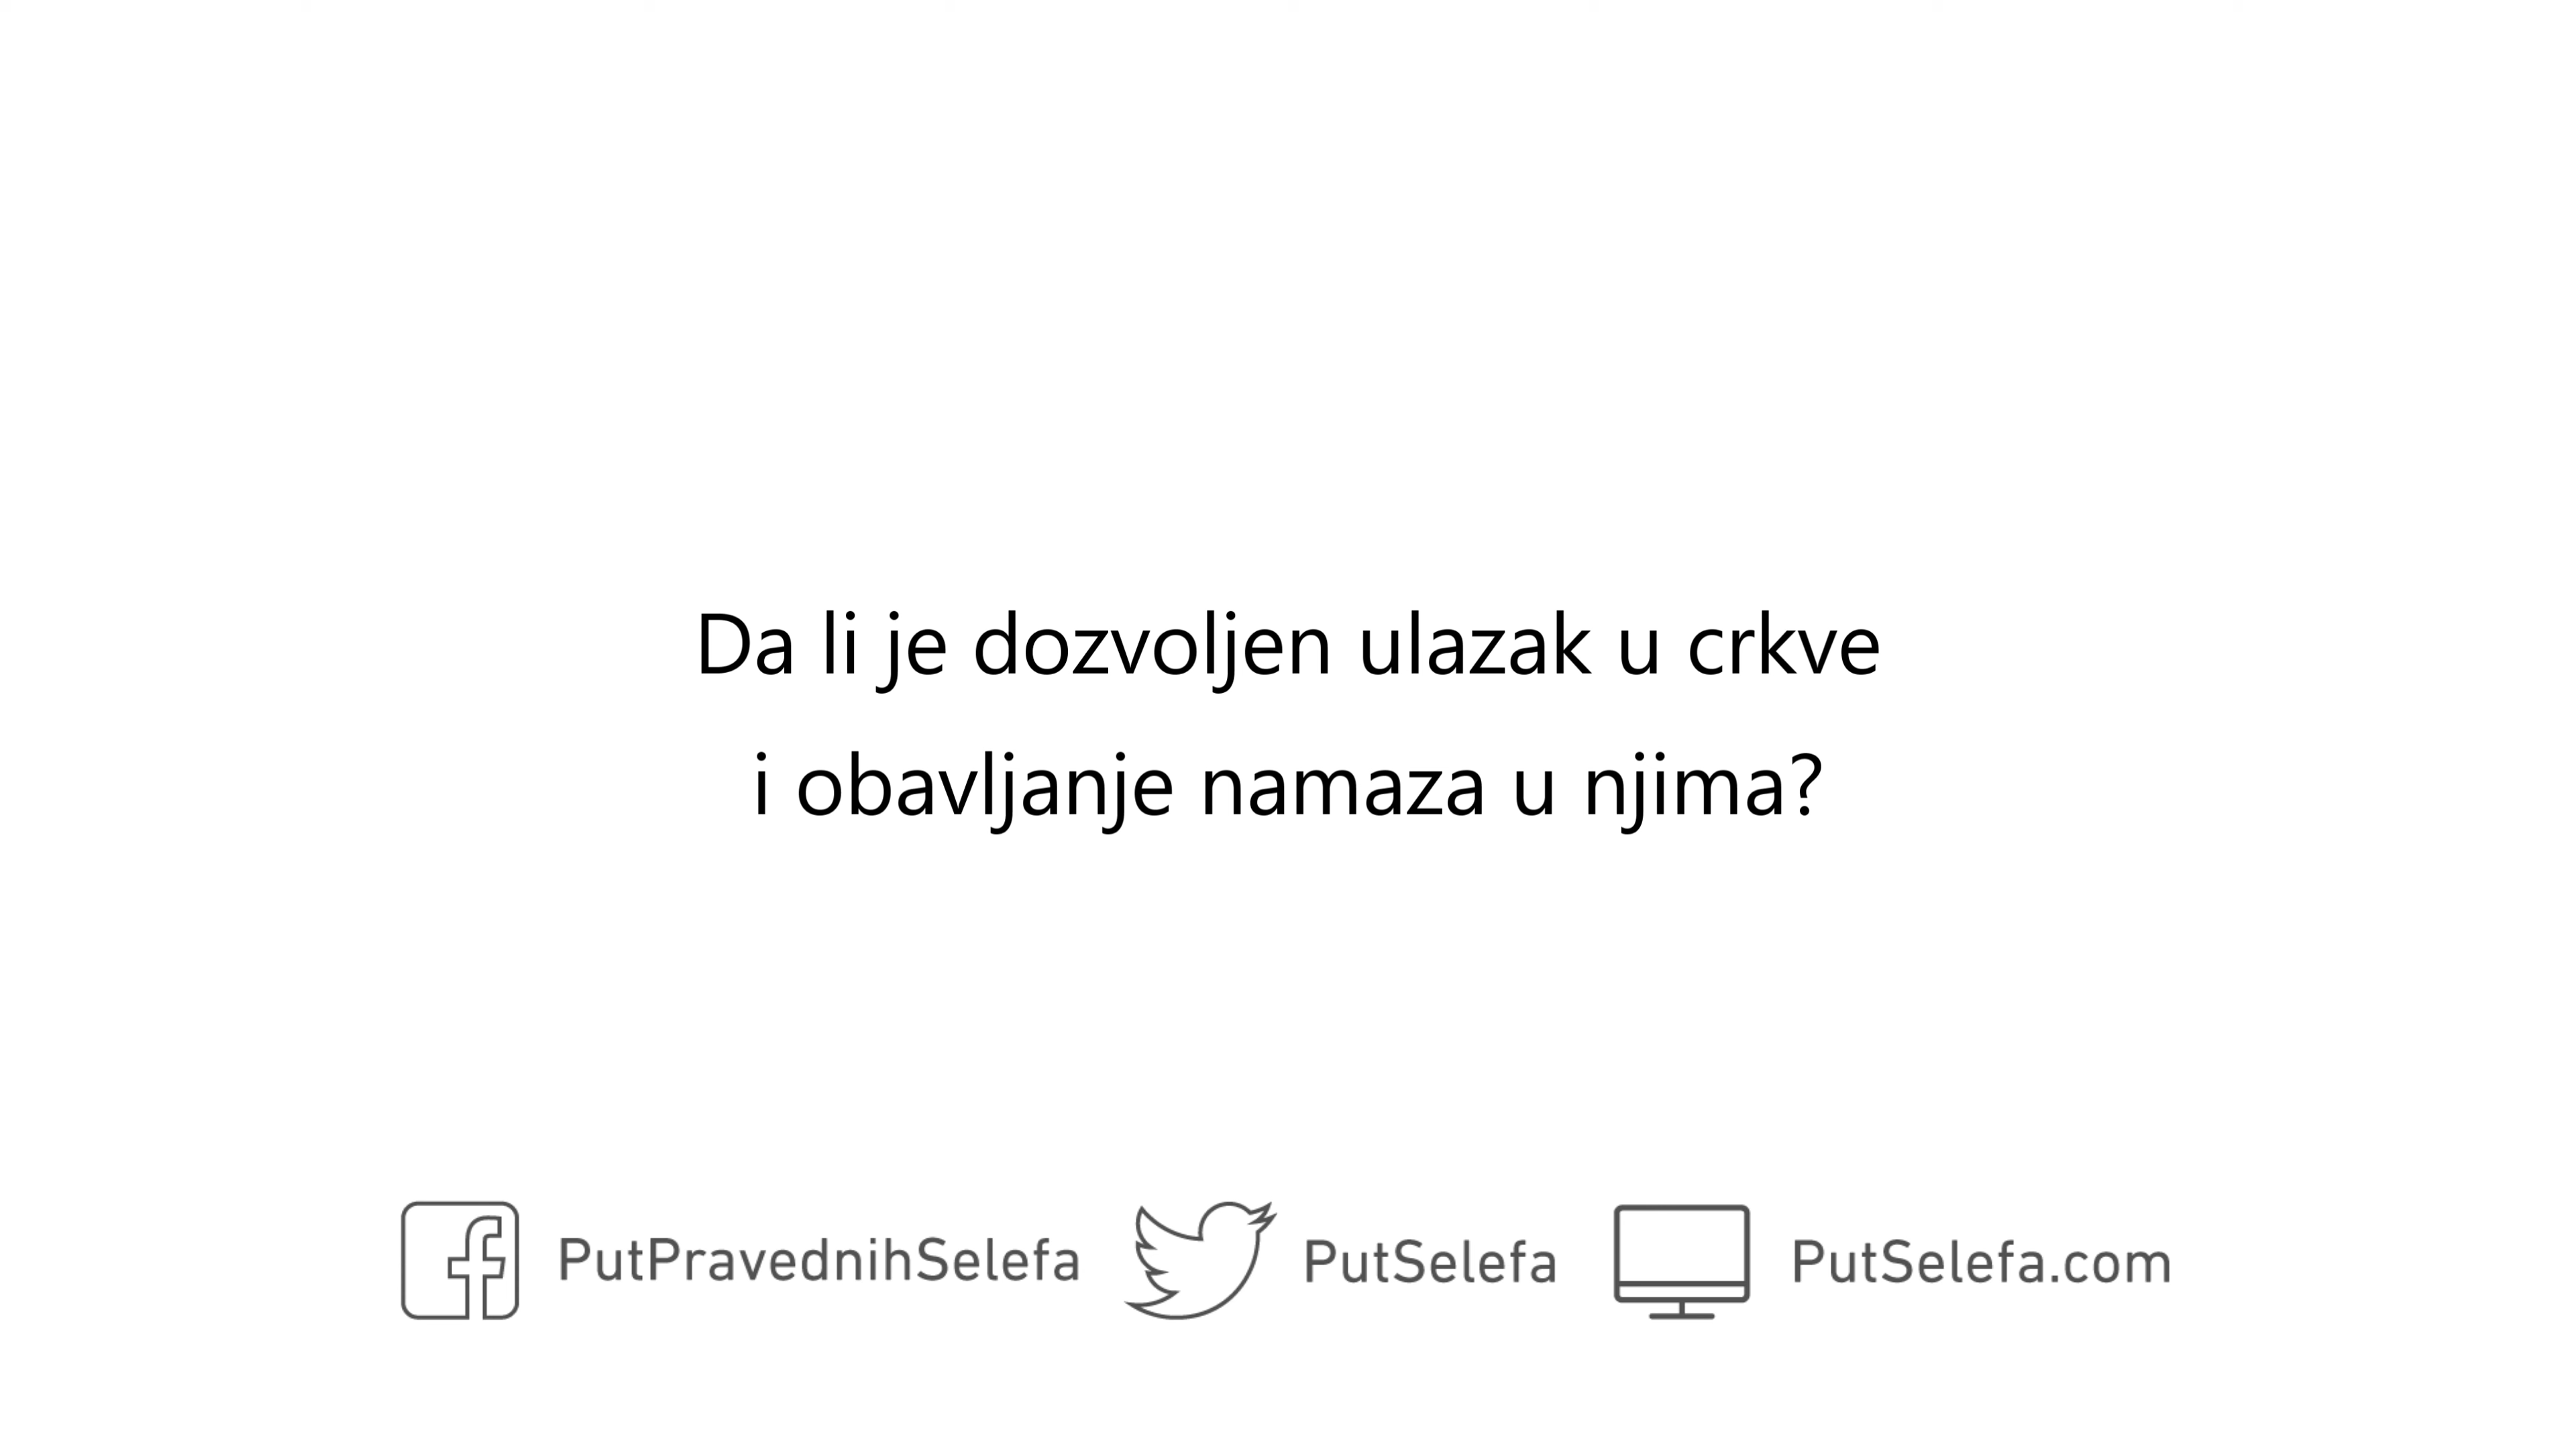 Da li je dozvoljen ulazak u crkve
i obavljanje namaza u njima?
PutPravednihSelefa PutSelefa PutSelefa.com